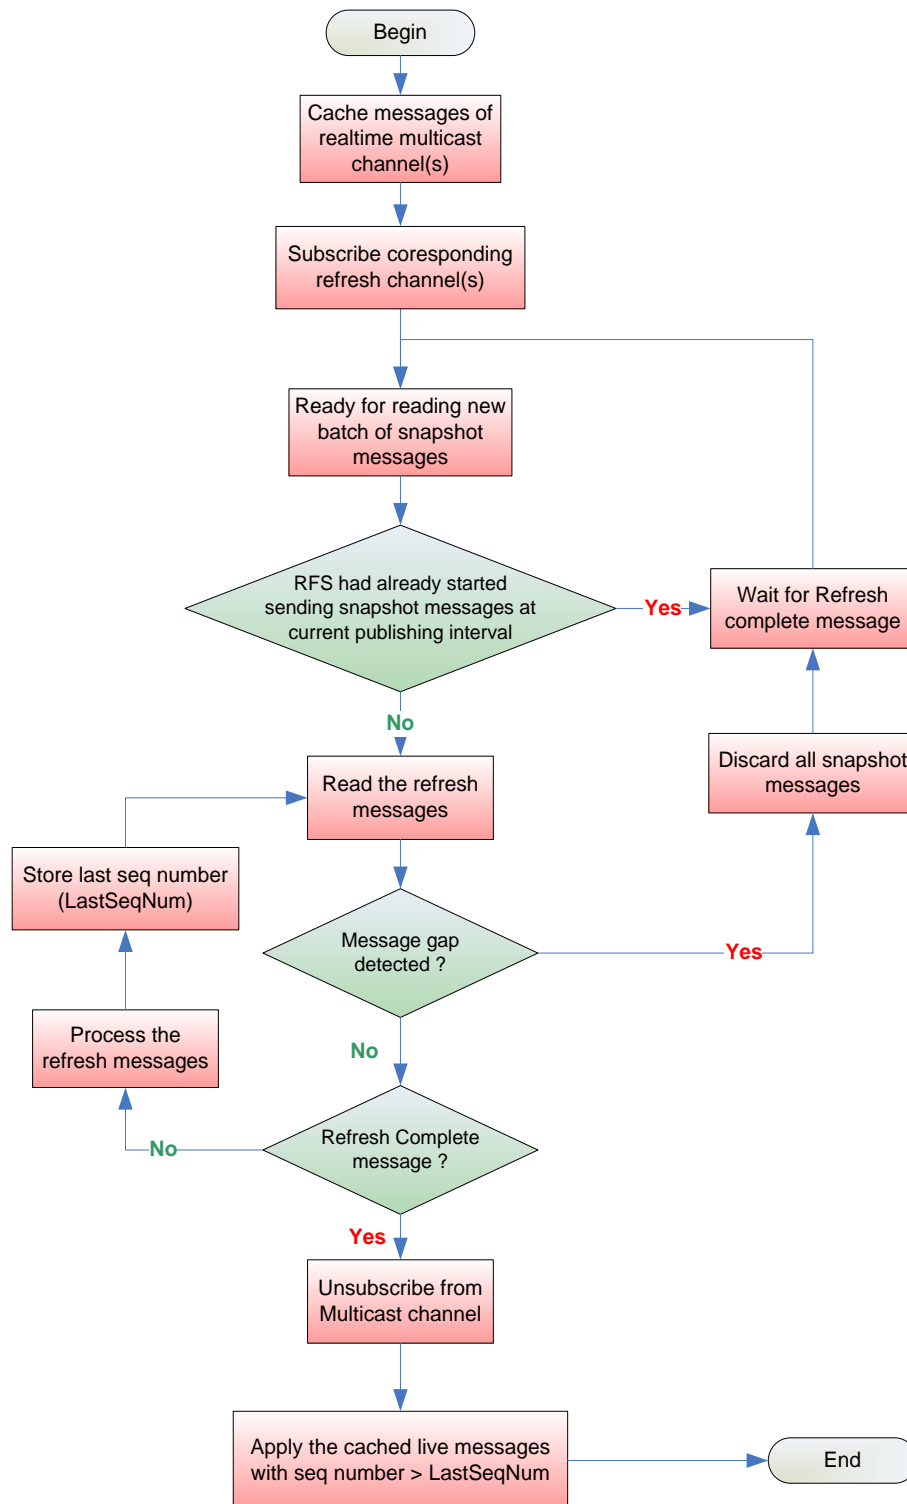 Begin
Cache messages of
realtime multicast
channel(s)
Subscribe coresponding
refresh channel(s)
Ready for reading new
batch of snapshot
messages
RFS had already started
sending snapshot messages at
current publishing interval
Yes
Wait for Refresh
complete message
No
Read the refresh
messages
Discard all snapshot
messages
Store last seq number
(LastSeqNum)
Message gap
detected ?
Yes
Process the
refresh messages
No
Refresh Complete
message ?
No
Yes
Unsubscribe from
Multicast channel
Apply the cached live messages
with seq number > LastSeqNum
End